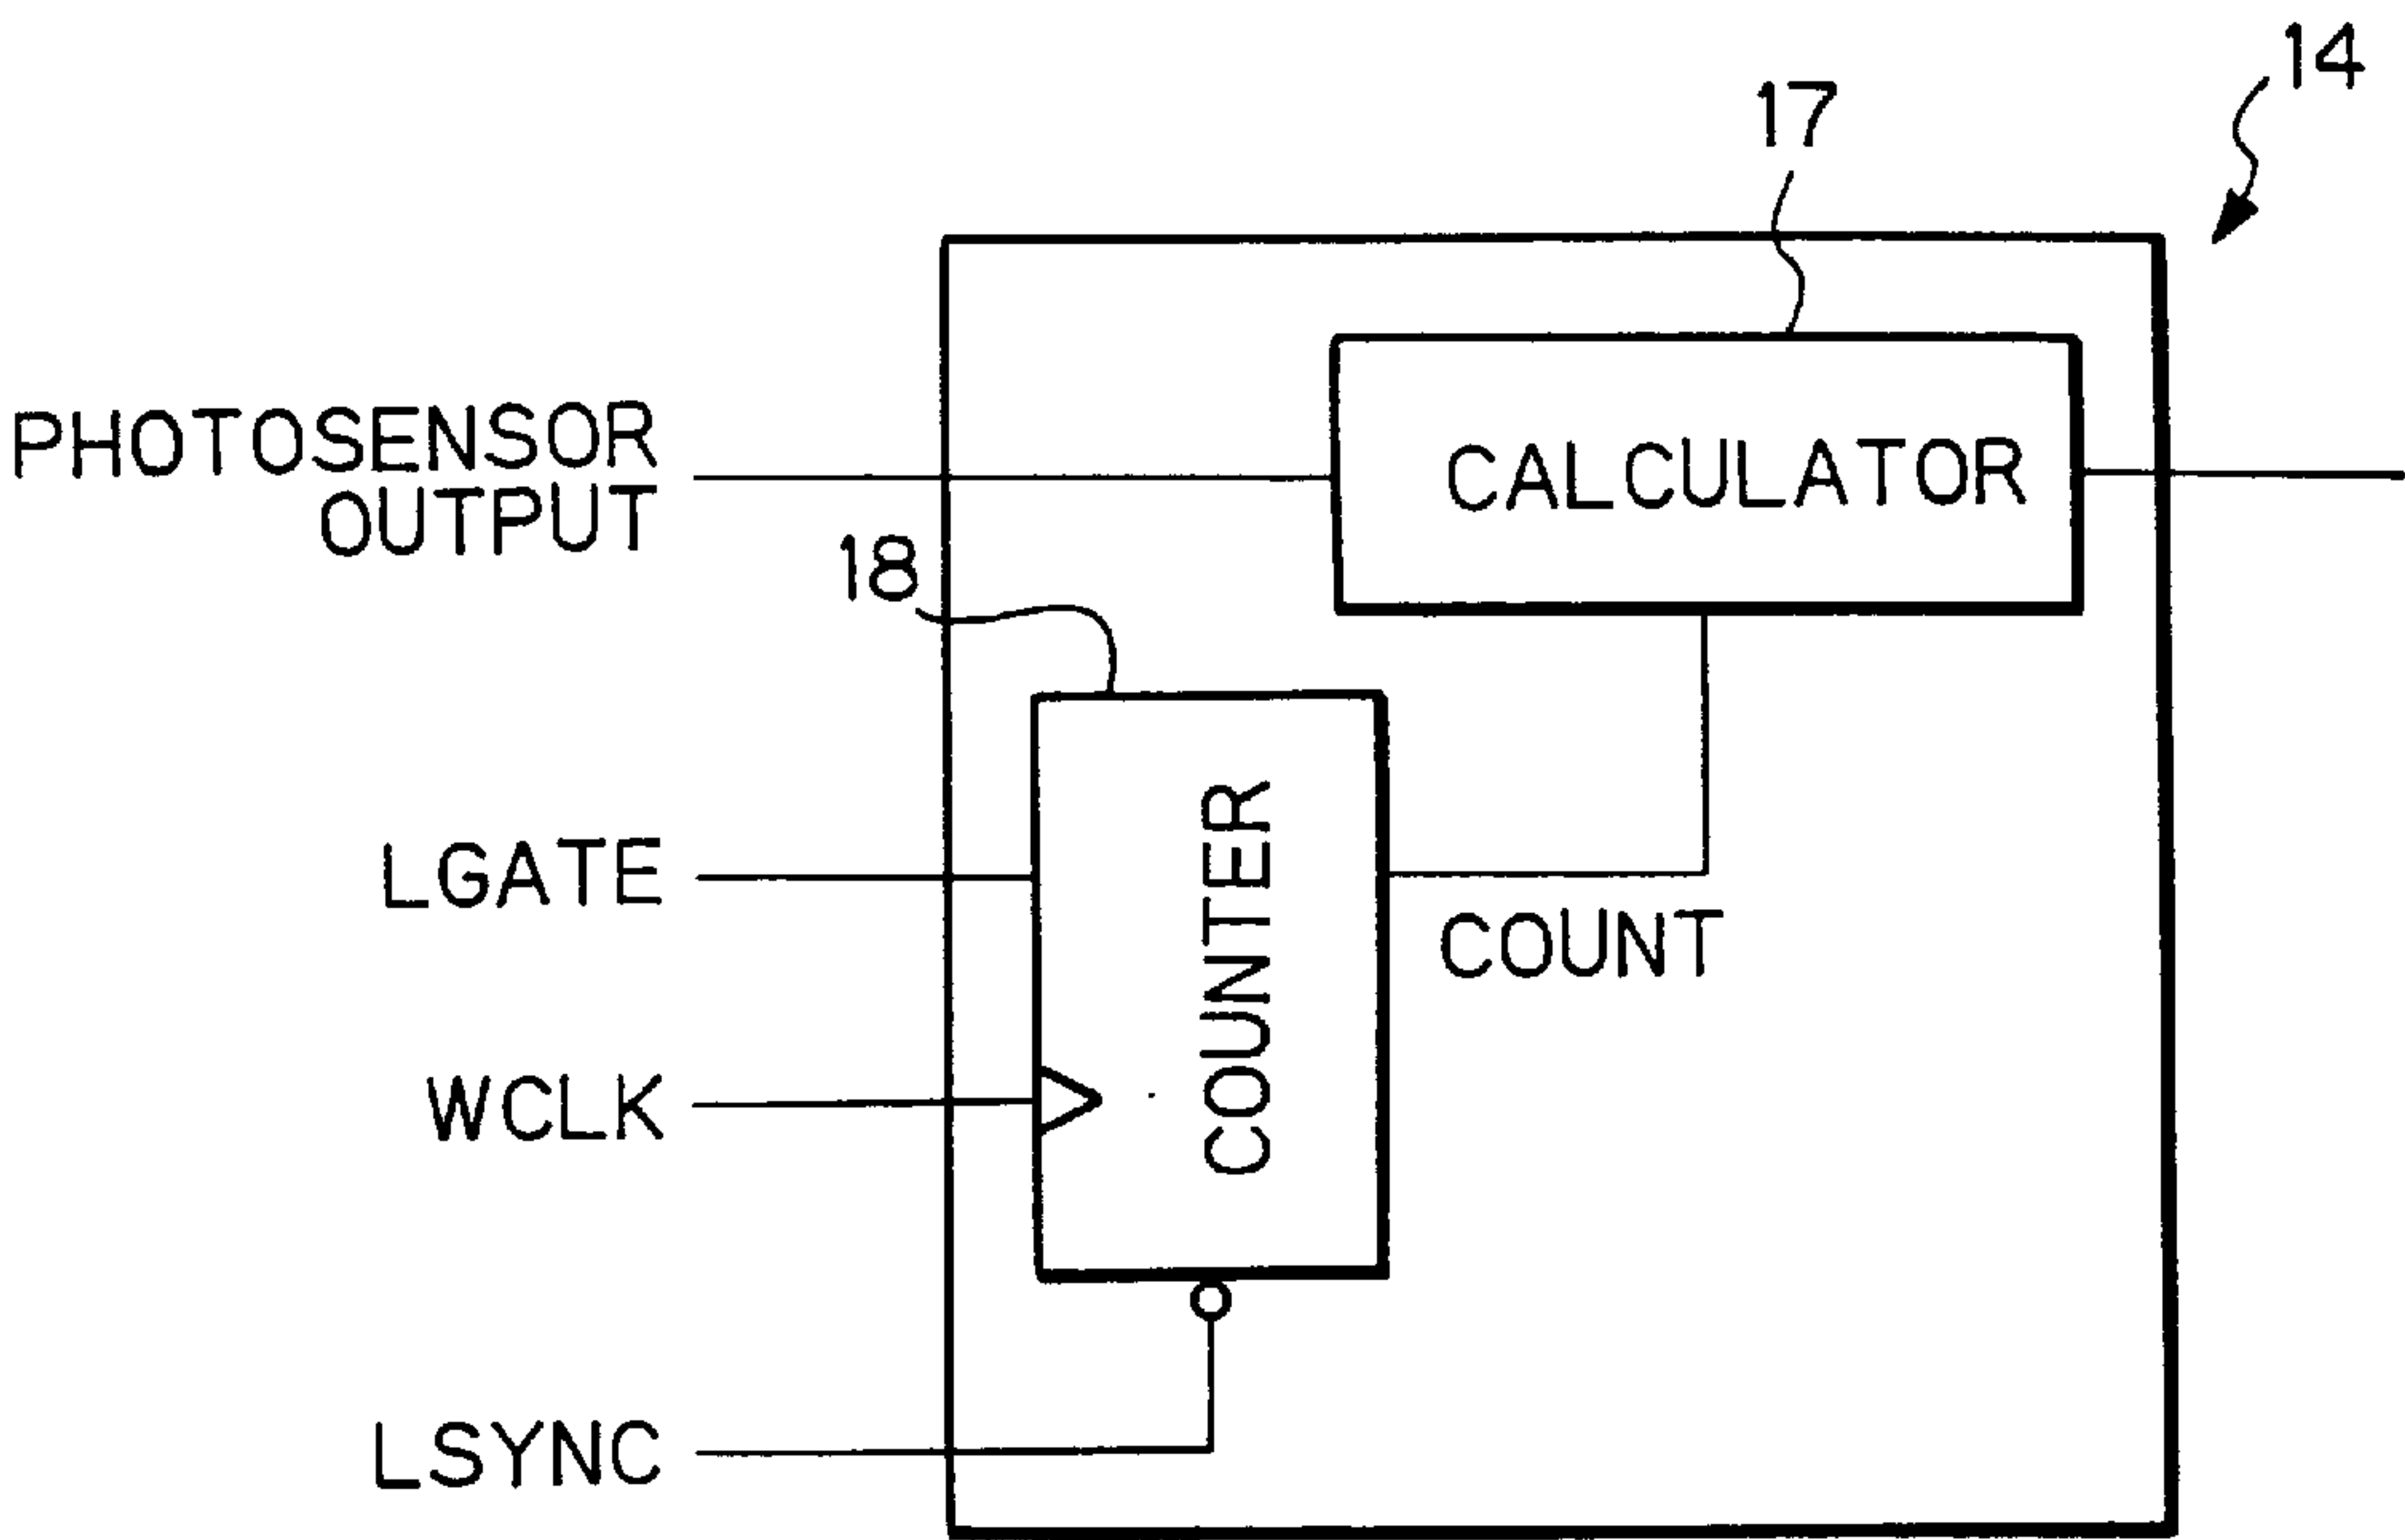 14
17
PHOTOSENSOR
OUTPUT
CALCULATOR
18
LGATE
COUNTER
COUNT
WCLK
LSYNC